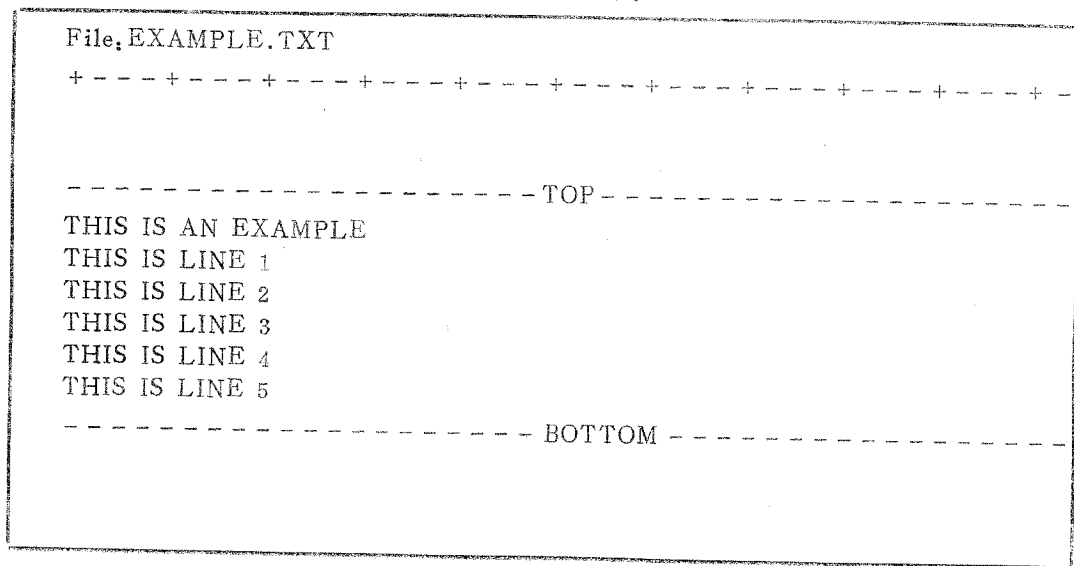 File:EXAMPLE.TXT
+---+---+---+---+---+---+---+---+---+---+-
--------------------TOP--------------------
THIS IS AN EXAMPLE
THIS IS LINE 1
THIS IS LINE 2
THIS IS LINE 3
THIS IS LINE 4
THIS IS LINE 5
--------------------BOTTOM-----------------